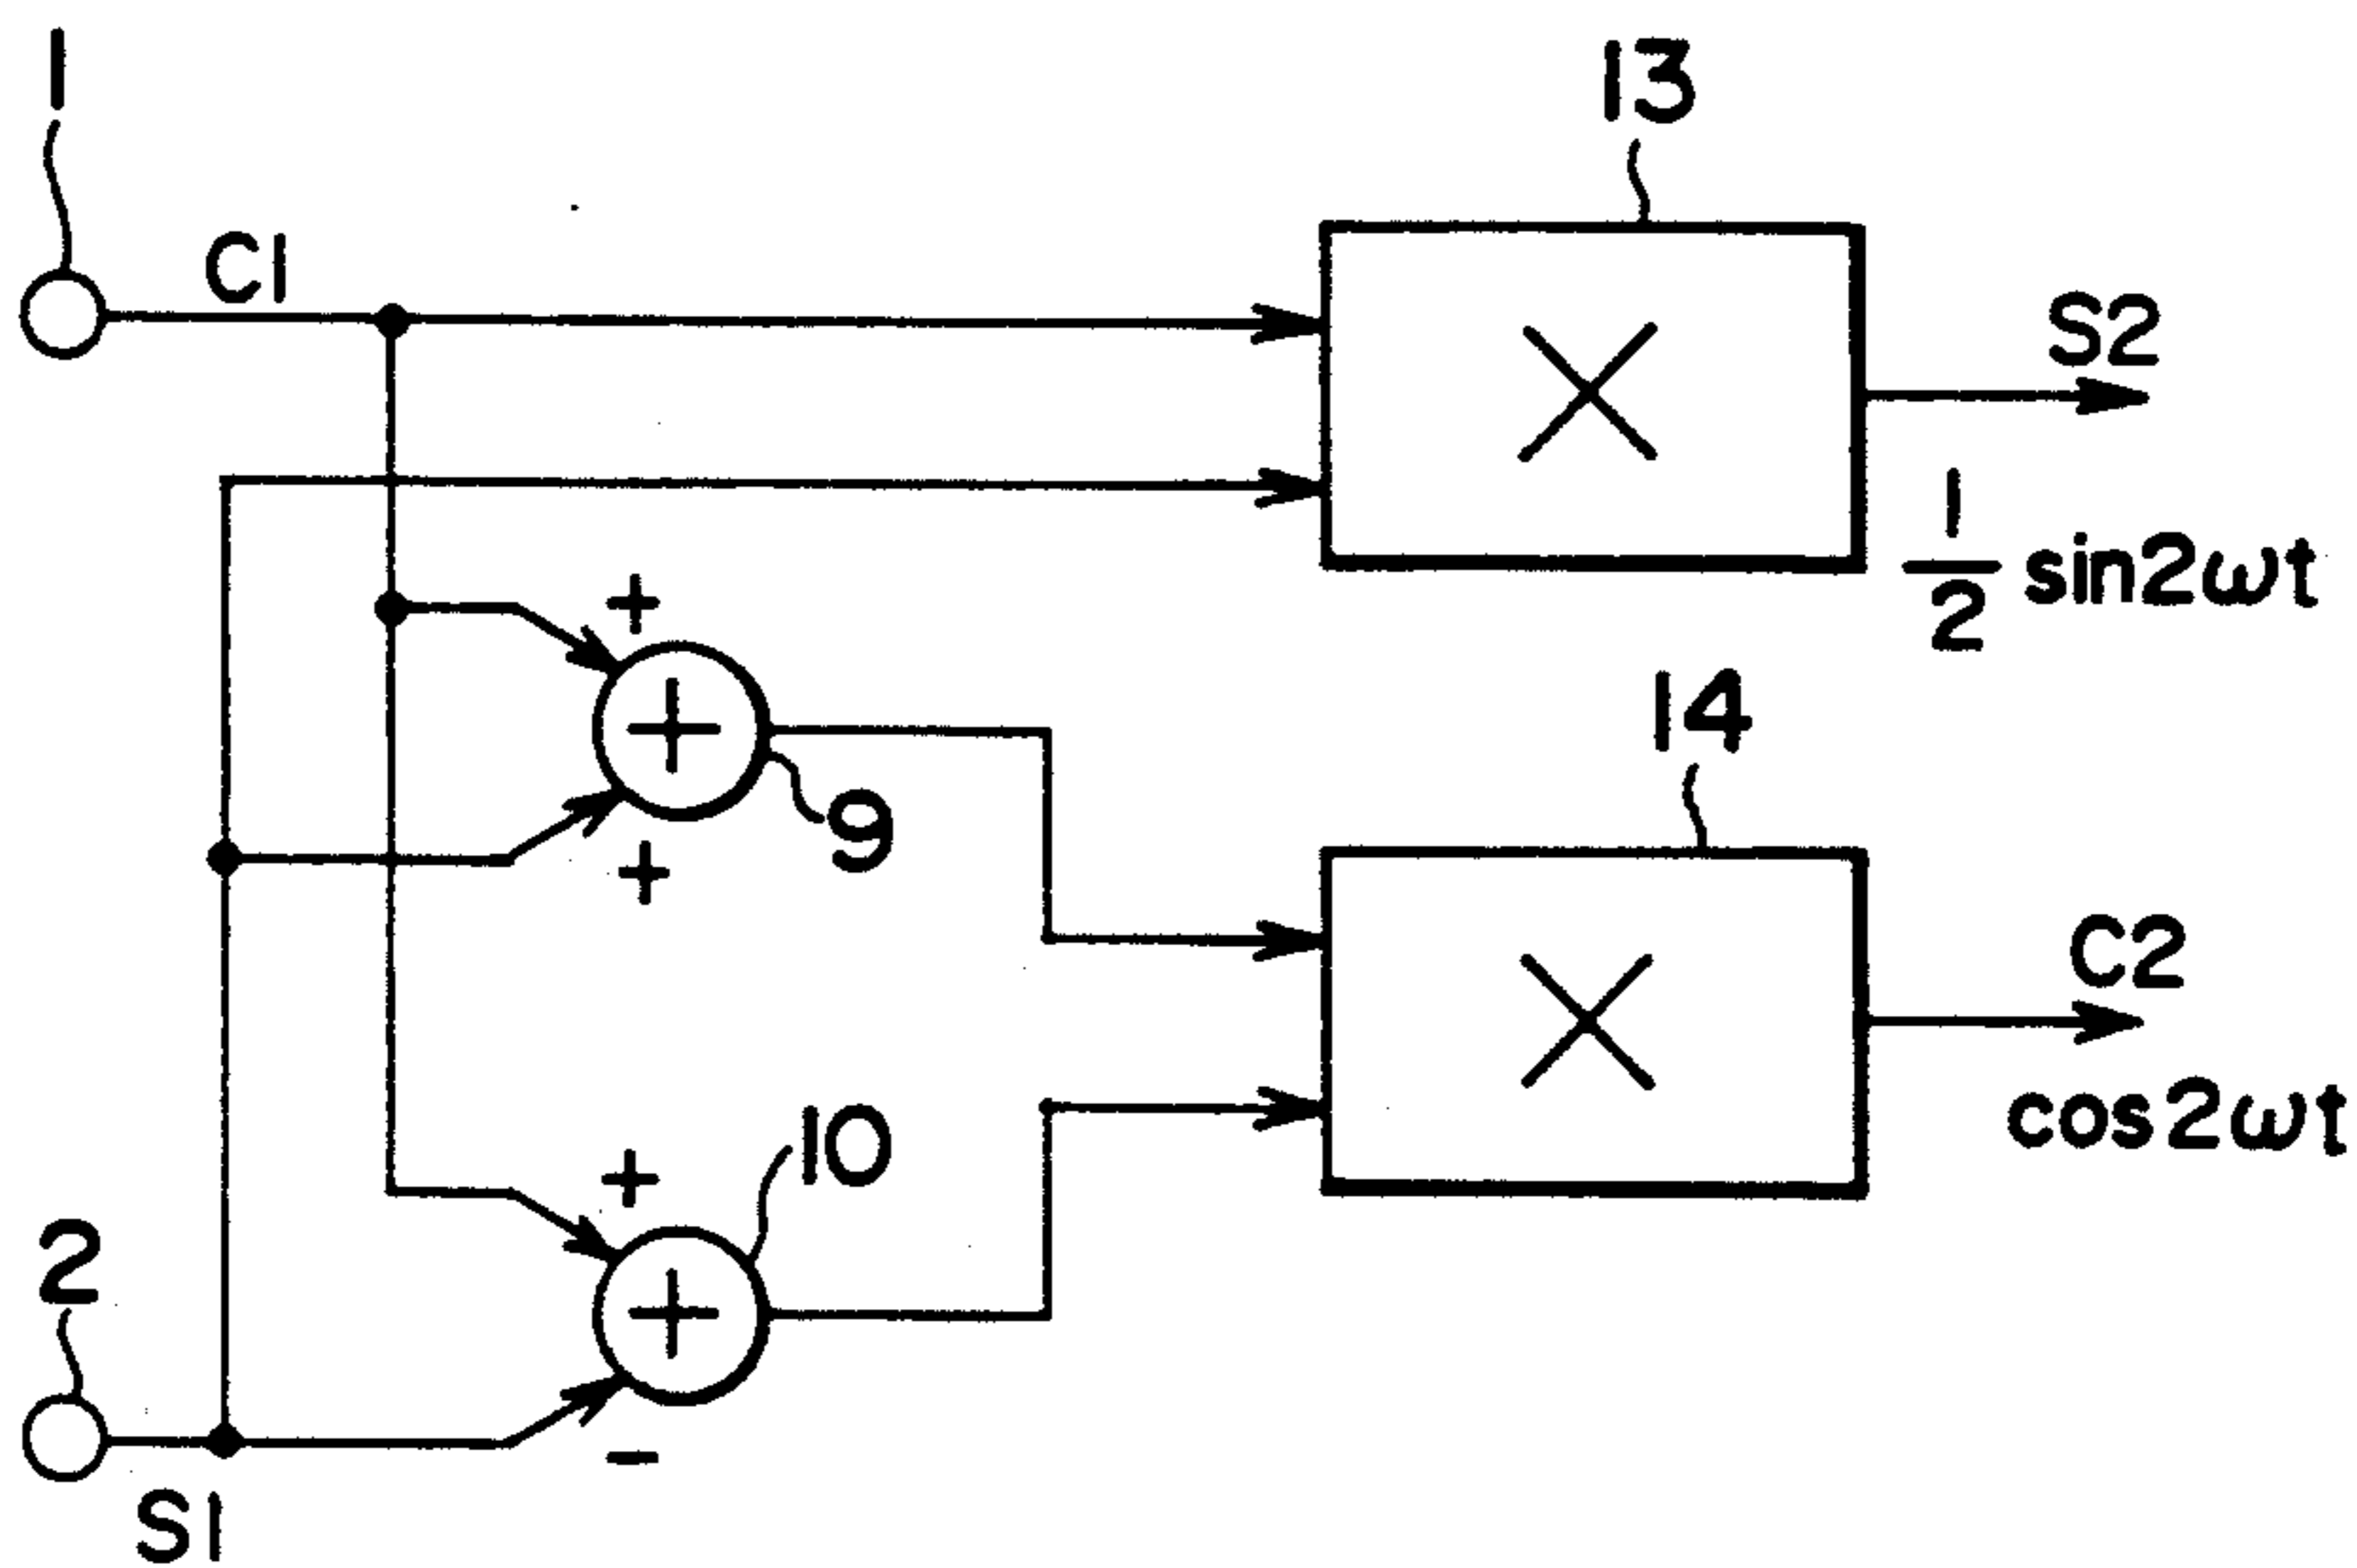 1
13
C1
S2
1/2 sin2ωt
+
+
9
+
14
C2
cos2ωt
10
+
+
2
-
S1